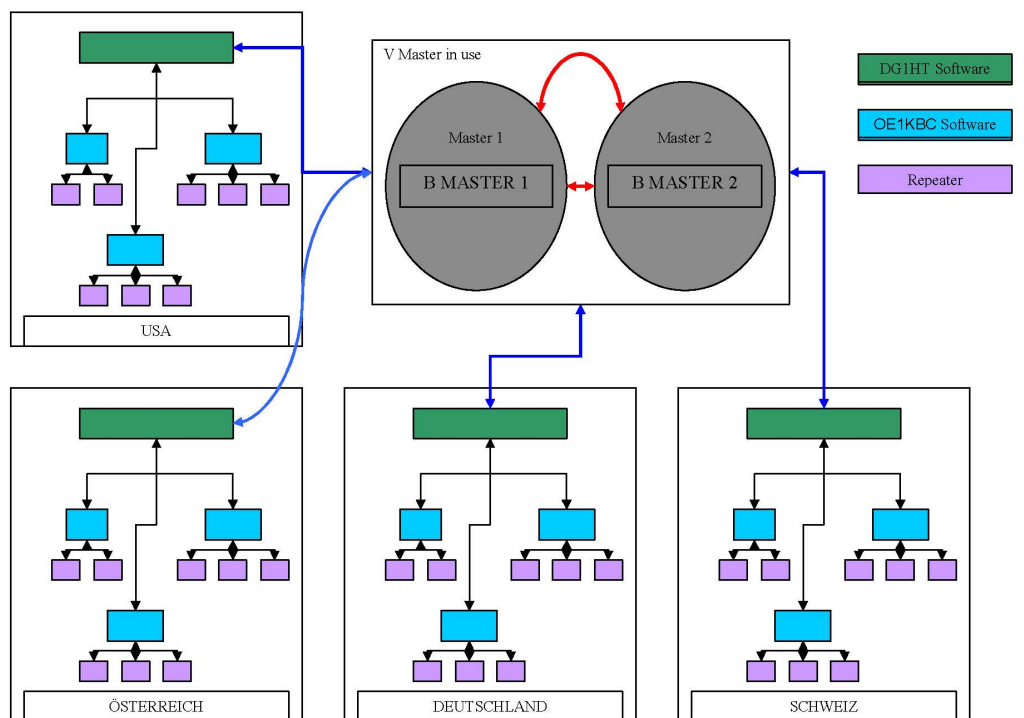 V Master in use
Master 1
Master 2
B MASTER 1
B MASTER 2
DG1HT Software
OE1KBC Software
Repeater
USA
ÖSTERREICH
DEUTSCHLAND
SCHWEIZ